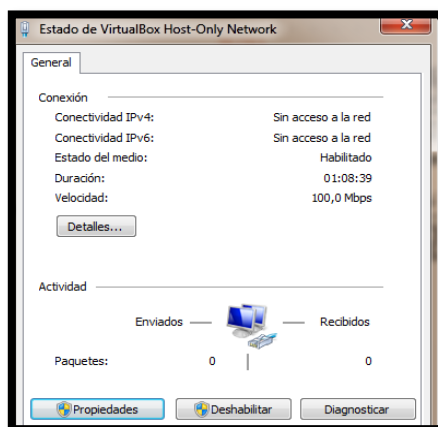 Estado de VirtualBox Host-Only Network
General
Conexión
Conectividad IPv4: Sin acceso a la red
Conectividad IPv6: Sin acceso a la red
Estado del medio: Habilitado
Duración: 01:08:39
Velocidad: 100,0 Mbps
Detalles...
Actividad
Enviados Recibidos
Paquetes: 0 0
Propiedades Deshabilitar Diagnosticar